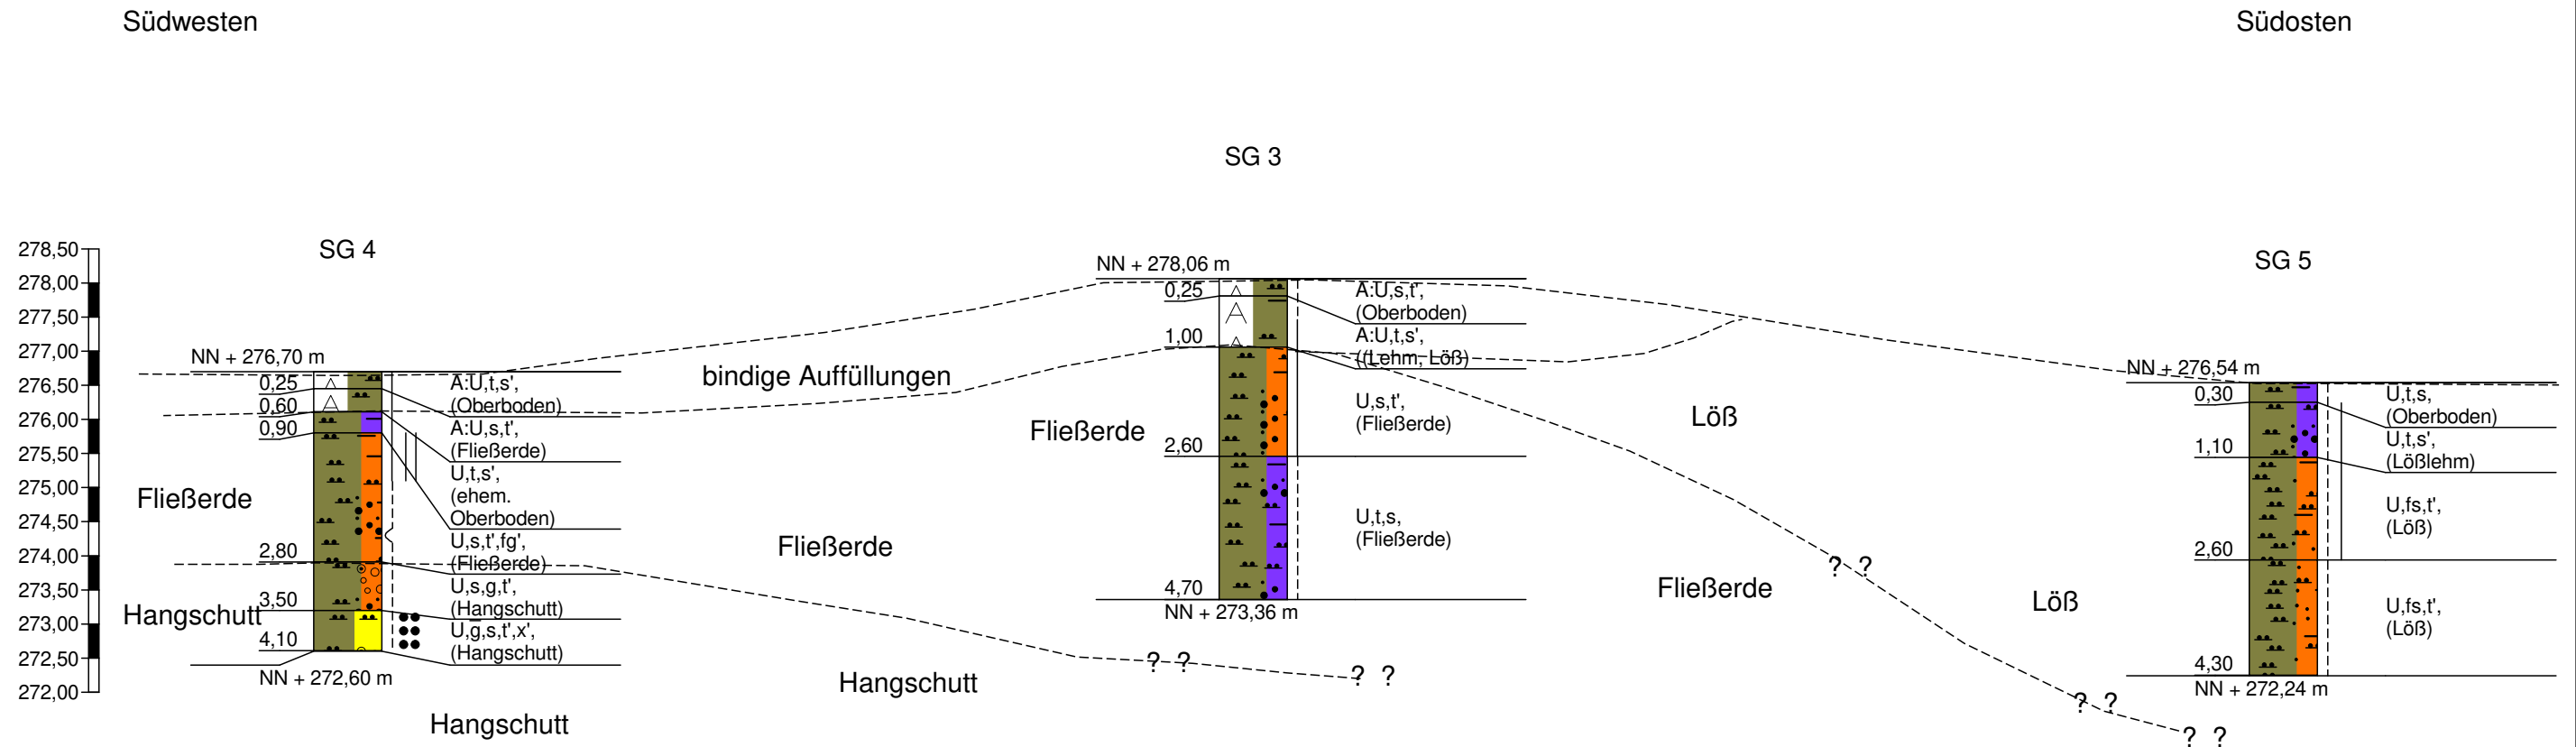 Südwesten
Südosten
SG 3
SG 4
SG 5
278,50
278,00
277,50
277,00
276,50
276,00
275,50
275,00
274,50
274,00
273,50
273,00
272,50
272,00
NN + 276,70 m
0,25
0,60
0,90
2,80
3,50
4,10
NN + 272,60 m
A:U,t,s',
(Oberboden)
A:U,s,t',
(Fließerde)
U,t,s',
(ehem.
Oberboden)
U,s,t',fg',
(Fließerde)
U,s,g,t',
(Hangschutt)
U,g̅,s,t',x',
(Hangschutt)
Fließerde
Hangschutt
Hangschutt
bindige Auffüllungen
Fließerde
Hangschutt
? ?
? ?
Fließerde
NN + 278,06 m
0,25
1,00
2,60
4,70
NN + 273,36 m
A:U,s,t',
(Oberboden)
A:U,t,s',
((Lehm, Löß)
U,s,t',
(Fließerde)
U,t,s,
(Fließerde)
Löß
Fließerde
? ?
Löß
? ?
? ?
NN + 276,54 m
0,30
1,10
2,60
4,30
NN + 272,24 m
U,t,s,
(Oberboden)
U,t,s',
(Lößlehm)
U,fs,t',
(Löß)
U,fs,t',
(Löß)